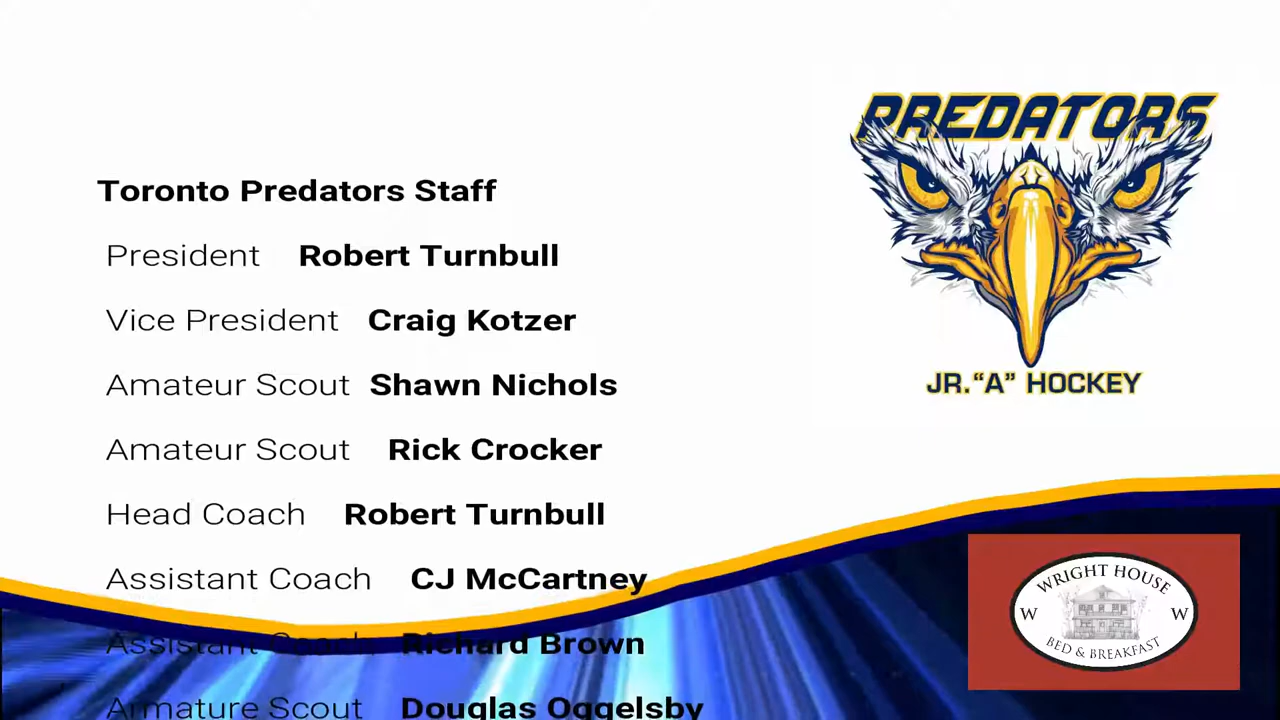 PREDATORS
Toronto Predators Staff
President Robert Turnbull
Vice President Craig Kotzer
Amateur Scout Shawn Nichols
JR.“A” HOCKEY
Amateur Scout Rick Crocker
Head Coach Robert Turnbull
Assistant Coach CJ McCartney
Assistant Coach Richard Brown
Armature Scout Douglas Oggelsby
WRIGHT HOUSE
W W
BED & BREAKFAST